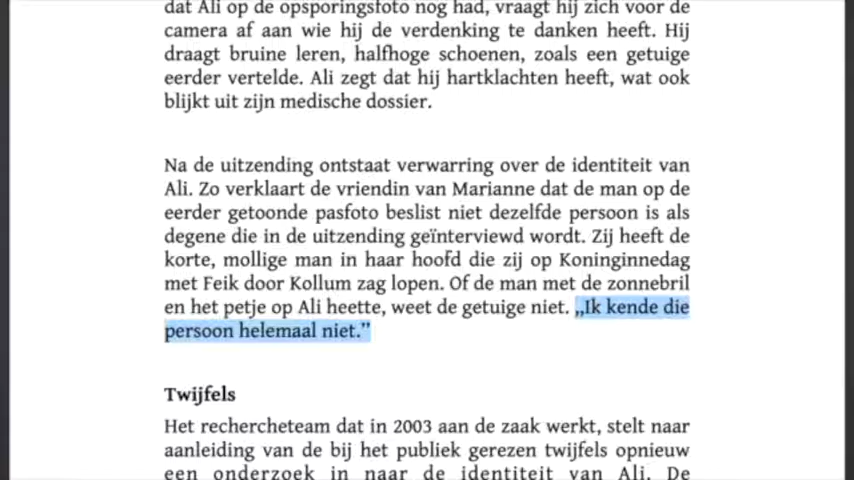 dat Ali op de opsporingsfoto nog had, vraagt hij zich voor de
camera af aan wie hij de verdenking te danken heeft. Hij
draagt bruine leren, halfhoge schoenen, zoals een getuige
eerder vertelde. Ali zegt dat hij hartklachten heeft, wat ook
blijkt uit zijn medische dossier.
Na de uitzending ontstaat verwarring over de identiteit van
Ali. Zo verklaart de vriendin van Marianne dat de man op de
eerder getoonde pasfoto beslist niet dezelfde persoon is als
degene die in de uitzending geïnterviewd wordt. Zij heeft de
korte, mollige man in haar hoofd die zij op Koninginnedag
met Feik door Kollum zag lopen. Of de man met de zonnebril
en het petje op Ali heette, weet de getuige niet. „Ik kende die
persoon helemaal niet.”
Twijfels
Het rechercheteam dat in 2003 aan de zaak werkt, stelt naar
aanleiding van de bij het publiek gerezen twijfels opnieuw
een onderzoek in naar de identiteit van Ali. De